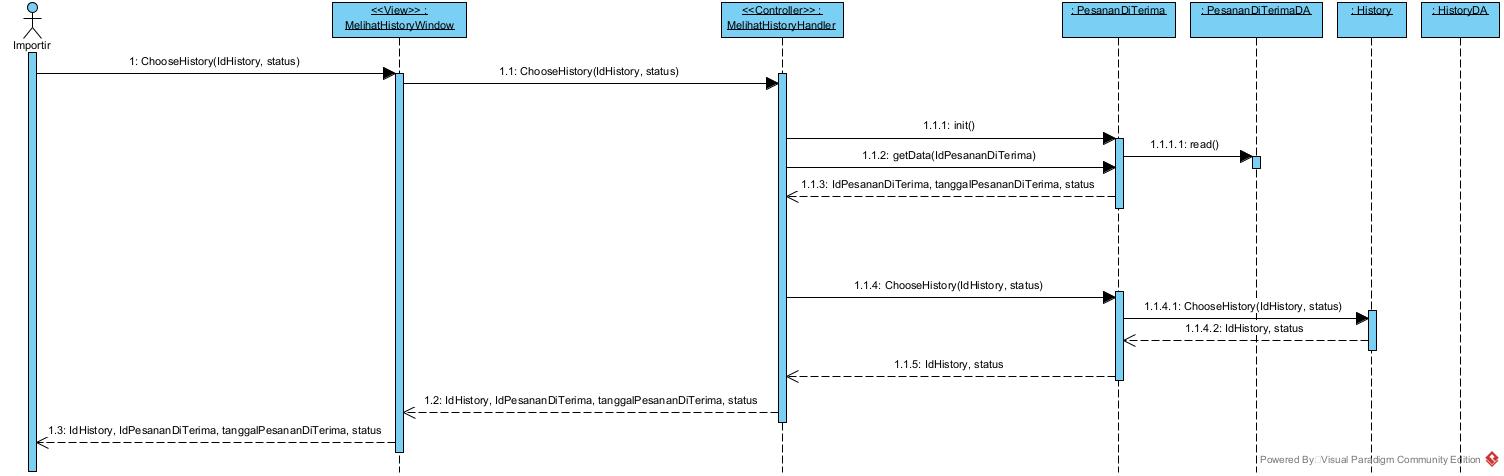 Importir
<<View>> :
MelihatHistoryWindow
<<Controller>> :
MelihatHistoryHandler
: PesananDiTerima
: PesananDiTerimaDA
: History
: HistoryDA
1: ChooseHistory(IdHistory, status)
1.1: ChooseHistory(IdHistory, status)
1.1.1: init()
1.1.1.1: read()
1.1.2: getData(IdPesananDiTerima)
1.1.3: IdPesananDiTerima, tanggalPesananDiTerima, status
1.1.4: ChooseHistory(IdHistory, status)
1.1.4.1: ChooseHistory(IdHistory, status)
1.1.4.2: IdHistory, status
1.1.5: IdHistory, status
1.2: IdHistory, IdPesananDiTerima, tanggalPesananDiTerima, status
1.3: IdHistory, IdPesananDiTerima, tanggalPesananDiTerima, status
Powered By Visual Paradigm Community Edition